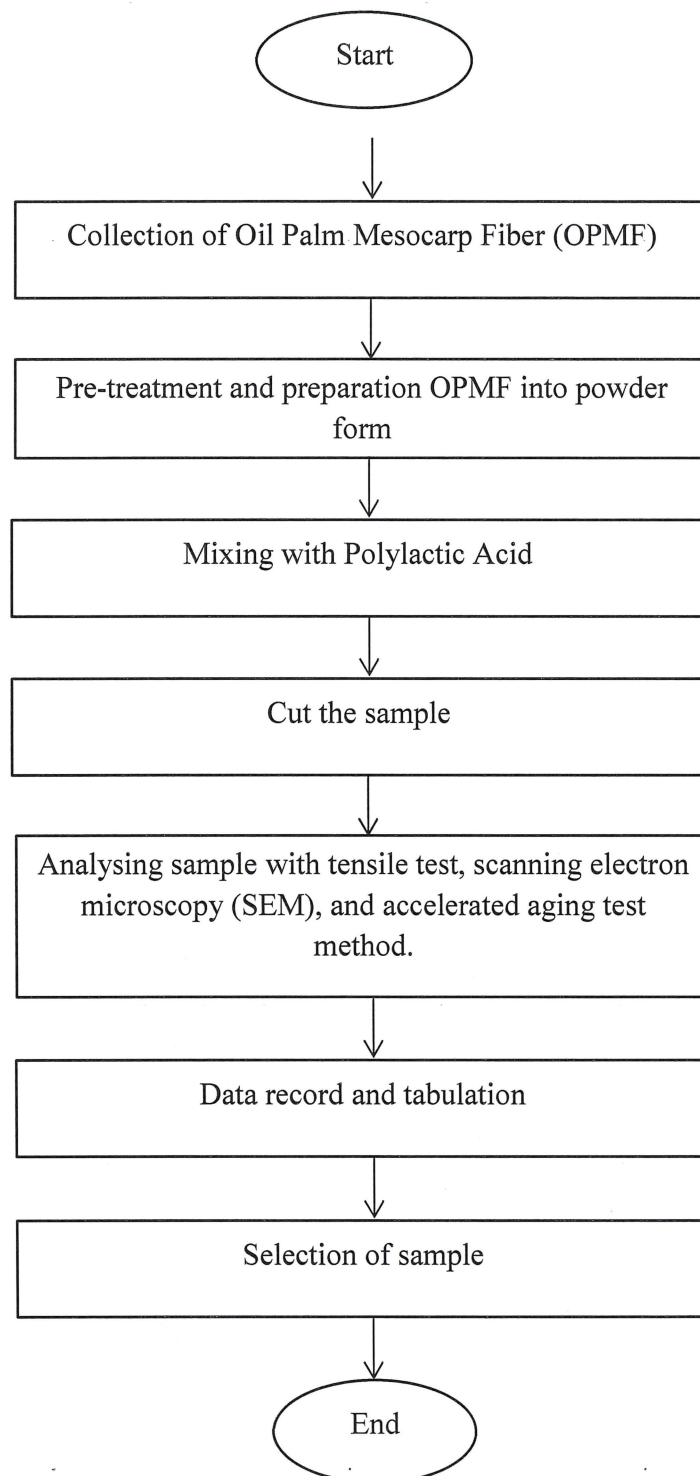 Start
Collection of Oil Palm Mesocarp Fiber (OPMF)
Pre-treatment and preparation OPMF into powder
form
Mixing with Polylactic Acid
Cut the sample
Analysing sample with tensile test, scanning electron
microscopy (SEM), and accelerated aging test
method.
Data record and tabulation
Selection of sample
End